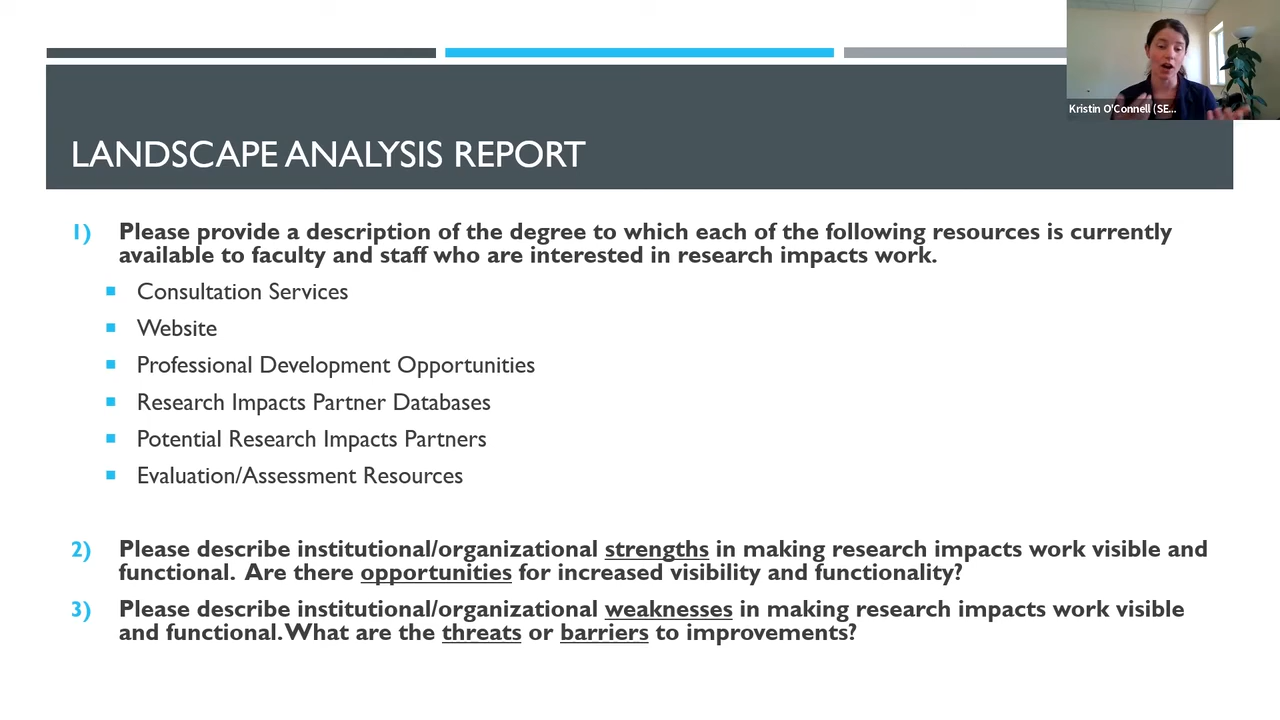 Kristin O'Connell (SE...
LANDSCAPE ANALYSIS REPORT
1) Please provide a description of the degree to which each of the following resources is currently
available to faculty and staff who are interested in research impacts work.
Consultation Services
Website
Professional Development Opportunities
Research Impacts Partner Databases
Potential Research Impacts Partners
Evaluation/Assessment Resources
2) Please describe institutional/organizational strengths in making research impacts work visible and
functional. Are there opportunities for increased visibility and functionality?
3) Please describe institutional/organizational weaknesses in making research impacts work visible
and functional. What are the threats or barriers to improvements?